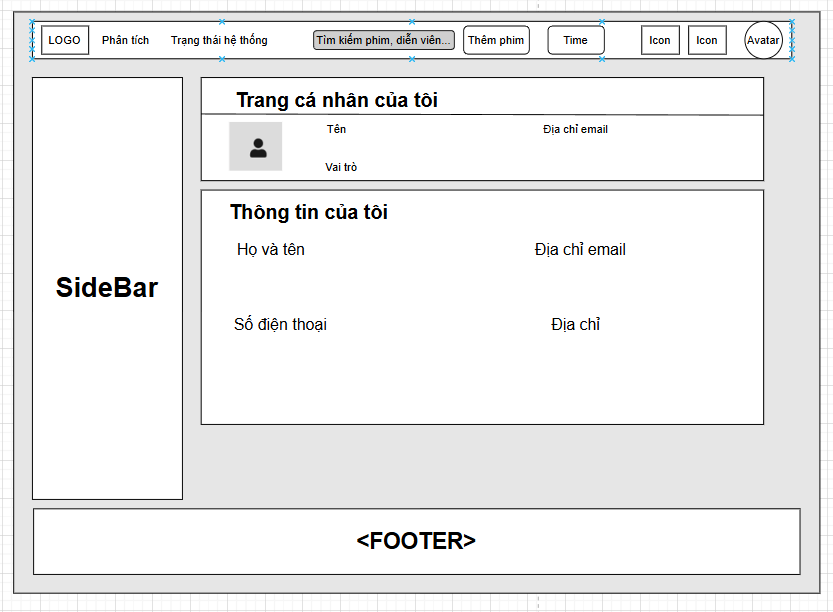 LOGO
Phân tích
Trạng thái hệ thống
Tìm kiếm phim, diễn viên...
Thêm phim
Time
Icon
Icon
Avatar
Trang cá nhân của tôi
Tên
Địa chỉ email
Vai trò
Thông tin của tôi
Họ và tên
Địa chỉ email
SideBar
Số điện thoại
Địa chỉ
<FOOTER>